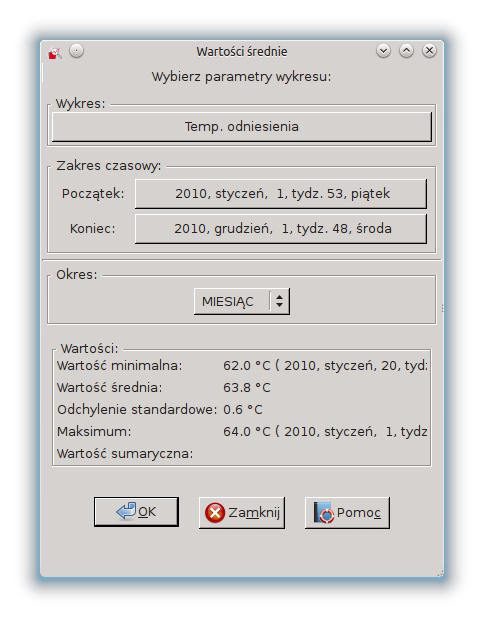 Wartości średnie
Wybierz parametry wykresu:
Wykres:
Temp. odniesienia
Zakres czasowy:
Początek: 2010, styczeń,  1, tydz. 53, piątek
Koniec: 2010, grudzień,  1, tydz. 48, środa
Okres:
MIESIĄC
Wartości:
Wartość minimalna: 62.0 °C ( 2010, styczeń, 20, tydz
Wartość średnia: 63.8 °C
Odchylenie standardowe: 0.6 °C
Maksimum: 64.0 °C ( 2010, styczeń,  1, tydz
Wartość sumaryczna:
OK Zamknij Pomoc